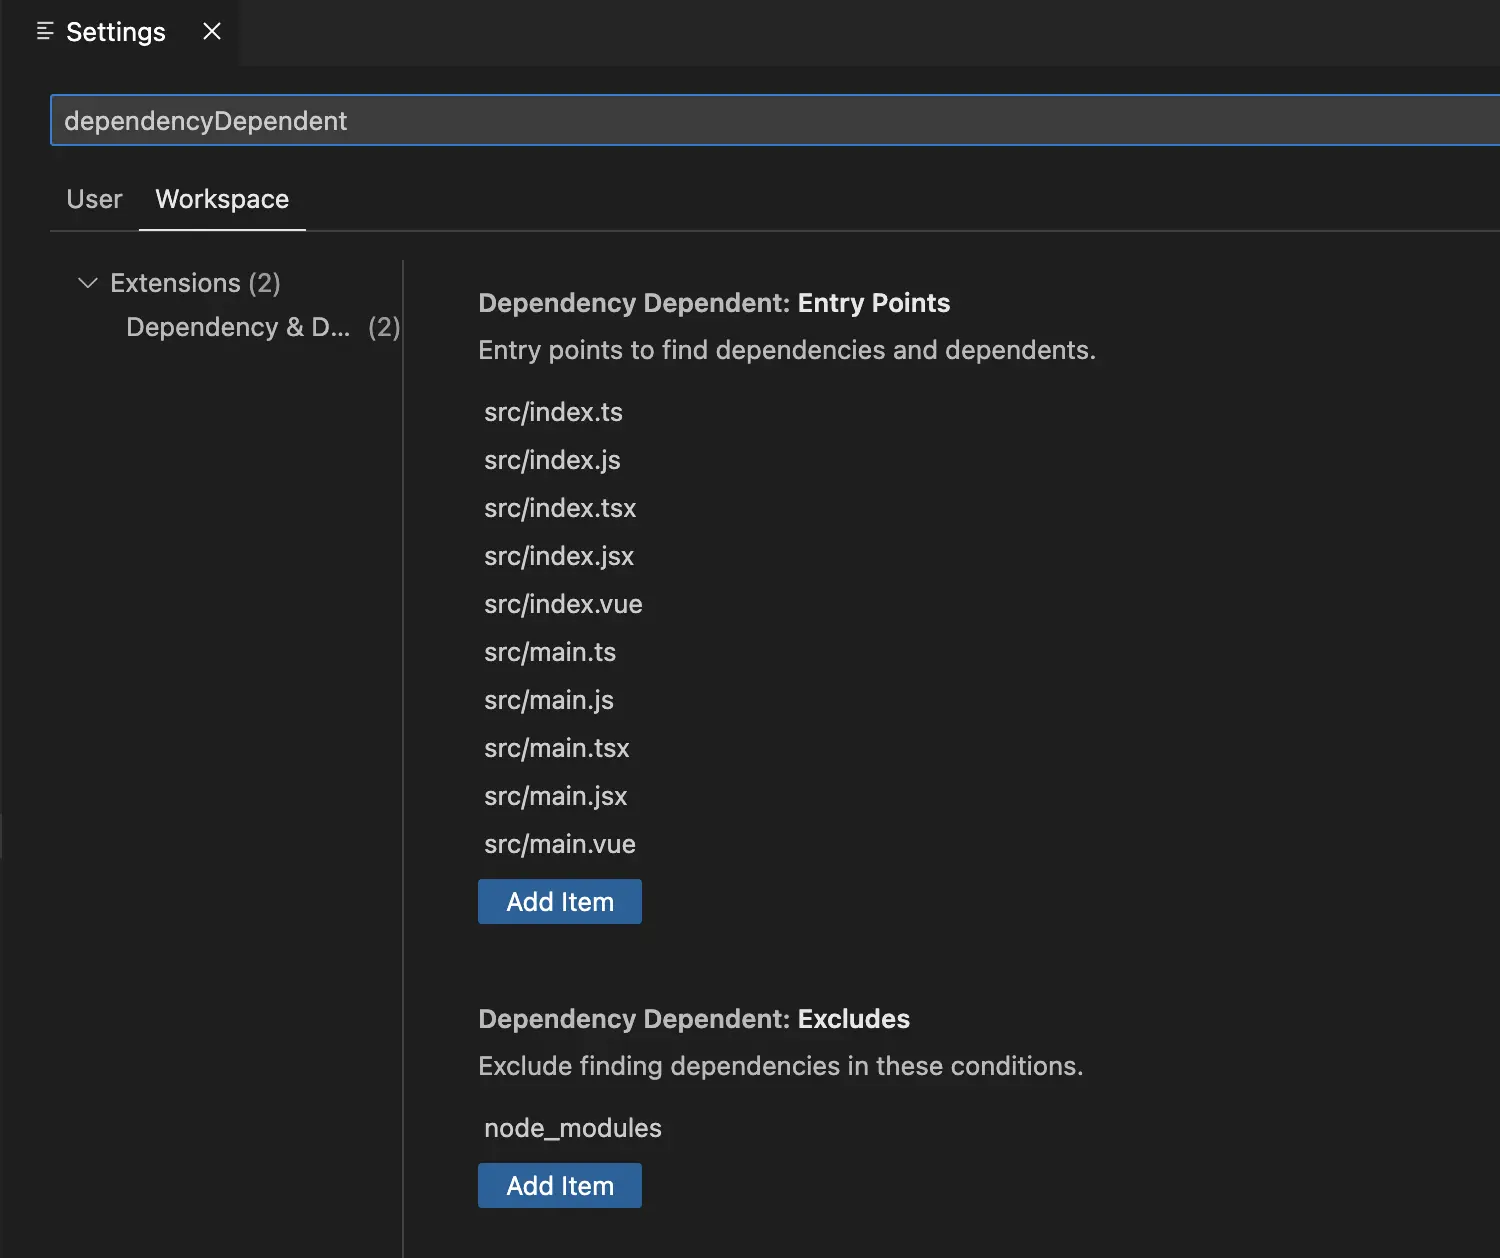 Settings
dependencyDependent
User Workspace
Extensions (2)
Dependency & D... (2)
Dependency Dependent: Entry Points
Entry points to find dependencies and dependents.
src/index.ts
src/index.js
src/index.tsx
src/index.jsx
src/index.vue
src/main.ts
src/main.js
src/main.tsx
src/main.jsx
src/main.vue
Add Item
Dependency Dependent: Excludes
Exclude finding dependencies in these conditions.
node_modules
Add Item